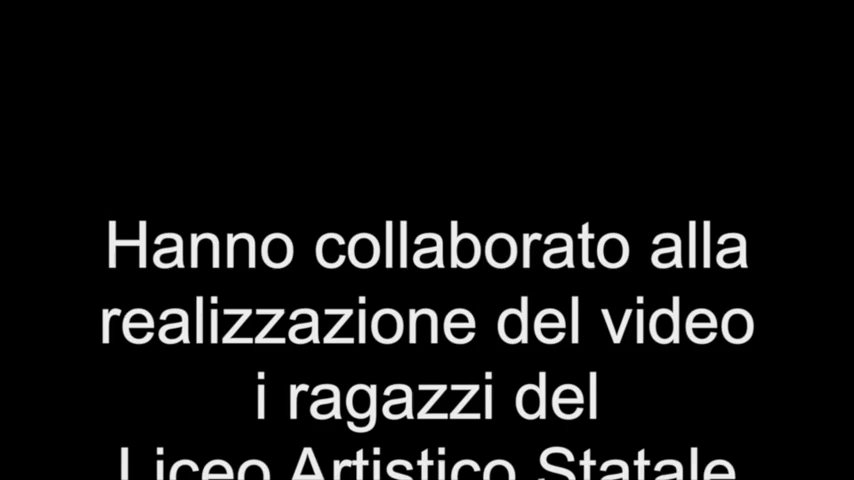 Hanno collaborato alla
realizzazione del video
i ragazzi del
Liceo Artistico Statale